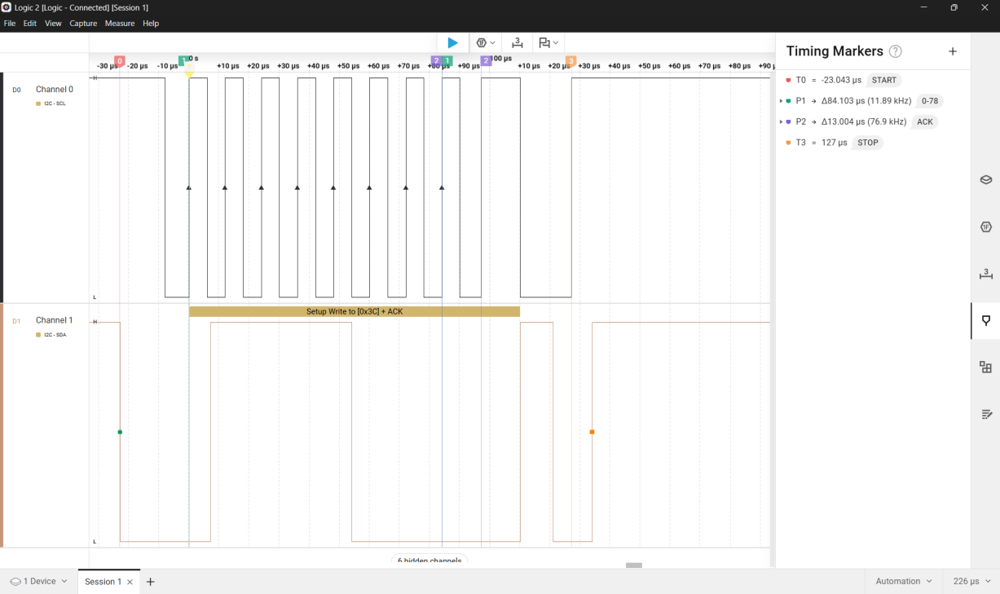 Logic 2 [Logic - Connected] [Session 1]
File Edit View Capture Measure Help
1F 3
0 1 0 s 2 1 2 100 µs 3
-30 µs -20 µs -10 µs +10 µs +20 µs +30 µs +40 µs +50 µs +60 µs +70 µs +80 µs +90 µs +10 µs +20 µs +30 µs +40 µs +50 µs +60 µs +70 µs +80 µs +90 µ
D0 Channel 0
I2C - SCL
H
L
Setup Write to [0x3C] + ACK
D1 Channel 1
I2C - SDA
H
L
6 hidden channels
Timing Markers ? +
T0 = -23.043 µs START
P1 → Δ84.103 µs (11.89 kHz) 0-78
P2 → Δ13.004 µs (76.9 kHz) ACK
T3 = 127 µs STOP
1F
3
1 Device Session 1 × + Automation 226 µs